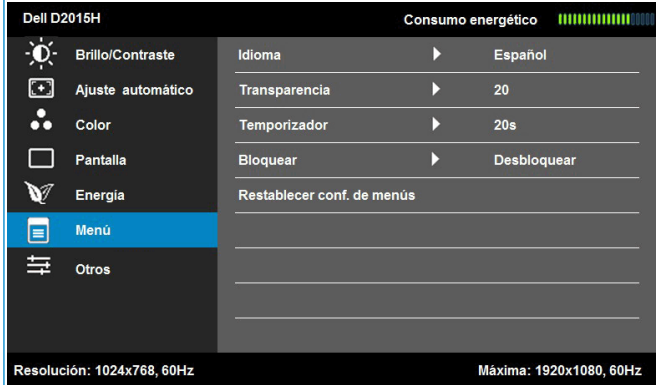 Dell D2015H Consumo energético
Brillo/Contraste Idioma Español
Ajuste automático Transparencia 20
Color Temporizador 20s
Pantalla Bloquear Desbloquear
Energía Restablecer conf. de menús
Menú
Otros
Resolución: 1024x768, 60Hz Máxima: 1920x1080, 60Hz